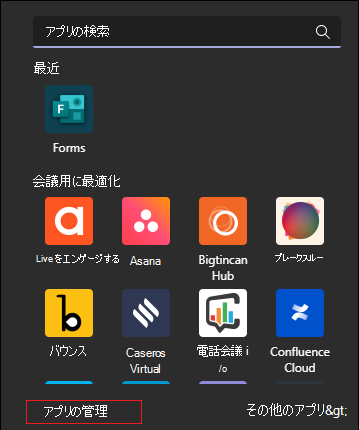 アプリの検索
最近
F
Forms
会議用に最適化
Liveをエンゲージする
Asana
Bigtincan
Hub
ブレークスルー
バウンス
Caseros
Virtual
電話会議 i
/o
Confluence
Cloud
アプリの管理
その他のアプリ&gt;